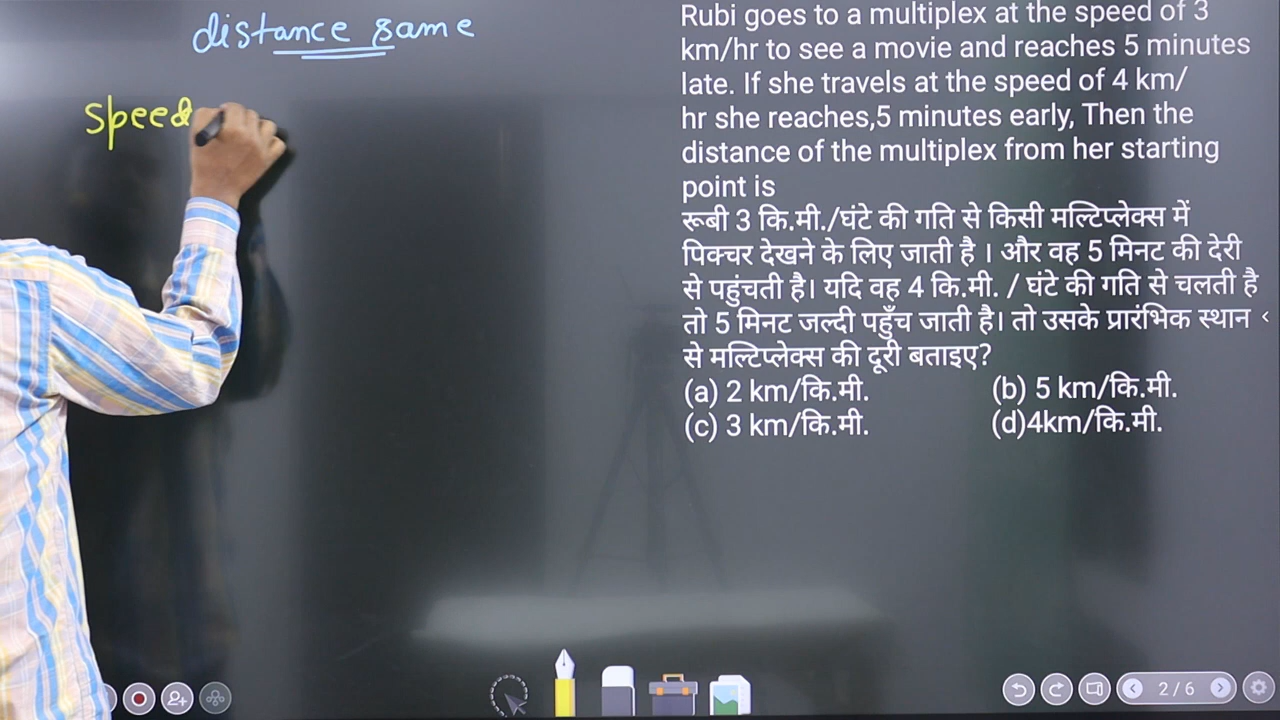 distance same
speed
Rubi goes to a multiplex at the speed of 3
km/hr to see a movie and reaches 5 minutes
late. If she travels at the speed of 4 km/
hr she reaches,5 minutes early, Then the
distance of the multiplex from her starting
point is
रूबी 3 कि.मी./घंटे की गति से किसी मल्टिप्लेक्स में
पिक्चर देखने के लिए जाती है । और वह 5 मिनट की देरी
से पहुंचती है। यदि वह 4 कि.मी. / घंटे की गति से चलती है
तो 5 मिनट जल्दी पहुँच जाती है। तो उसके प्रारंभिक स्थान
से मल्टिप्लेक्स की दूरी बताइए?
(a) 2 km/कि.मी. (b) 5 km/कि.मी.
(c) 3 km/कि.मी. (d)4km/कि.मी.
2/6